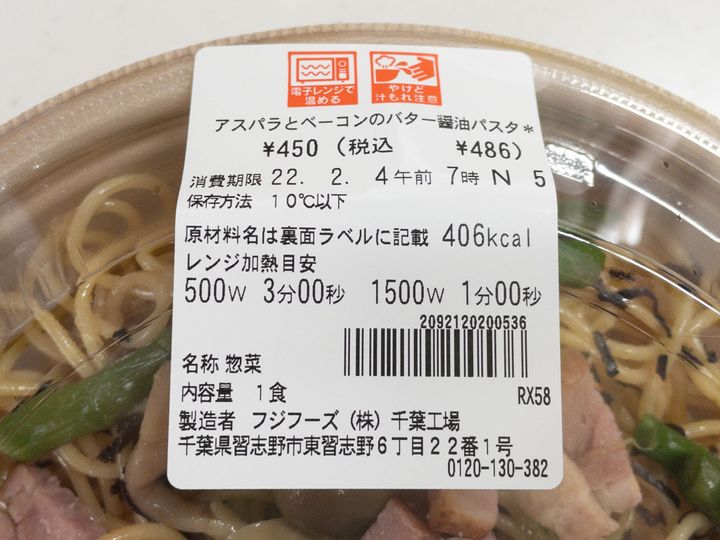 電子レンジで
温める
やけど
汁もれ注意
アスパラとベーコンのバター醤油パスタ*
¥450（税込 ¥486）
消費期限 22. 2. 4午前 7時 N 5
保存方法 10℃以下
原材料名は裏面ラベルに記載 406kcal
レンジ加熱目安
500W 3分00秒 1500W 1分00秒
2092120200536
名称 惣菜
内容量 1食
RX58
製造者 フジフーズ（株）千葉工場
千葉県習志野市東習志野6丁目22番1号
0120-130-382